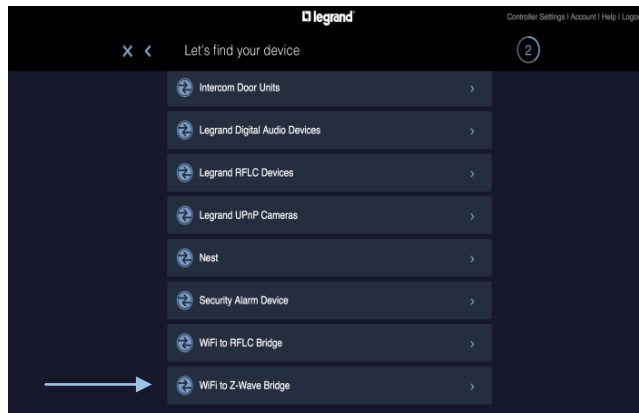 legrand
Controller Settings | Account | Help | Logo
X < Let's find your device 2
Intercom Door Units >
Legrand Digital Audio Devices >
Legrand RFLC Devices >
Legrand UPnP Cameras >
Nest >
Security Alarm Device >
WiFi to RFLC Bridge >
WiFi to Z-Wave Bridge >